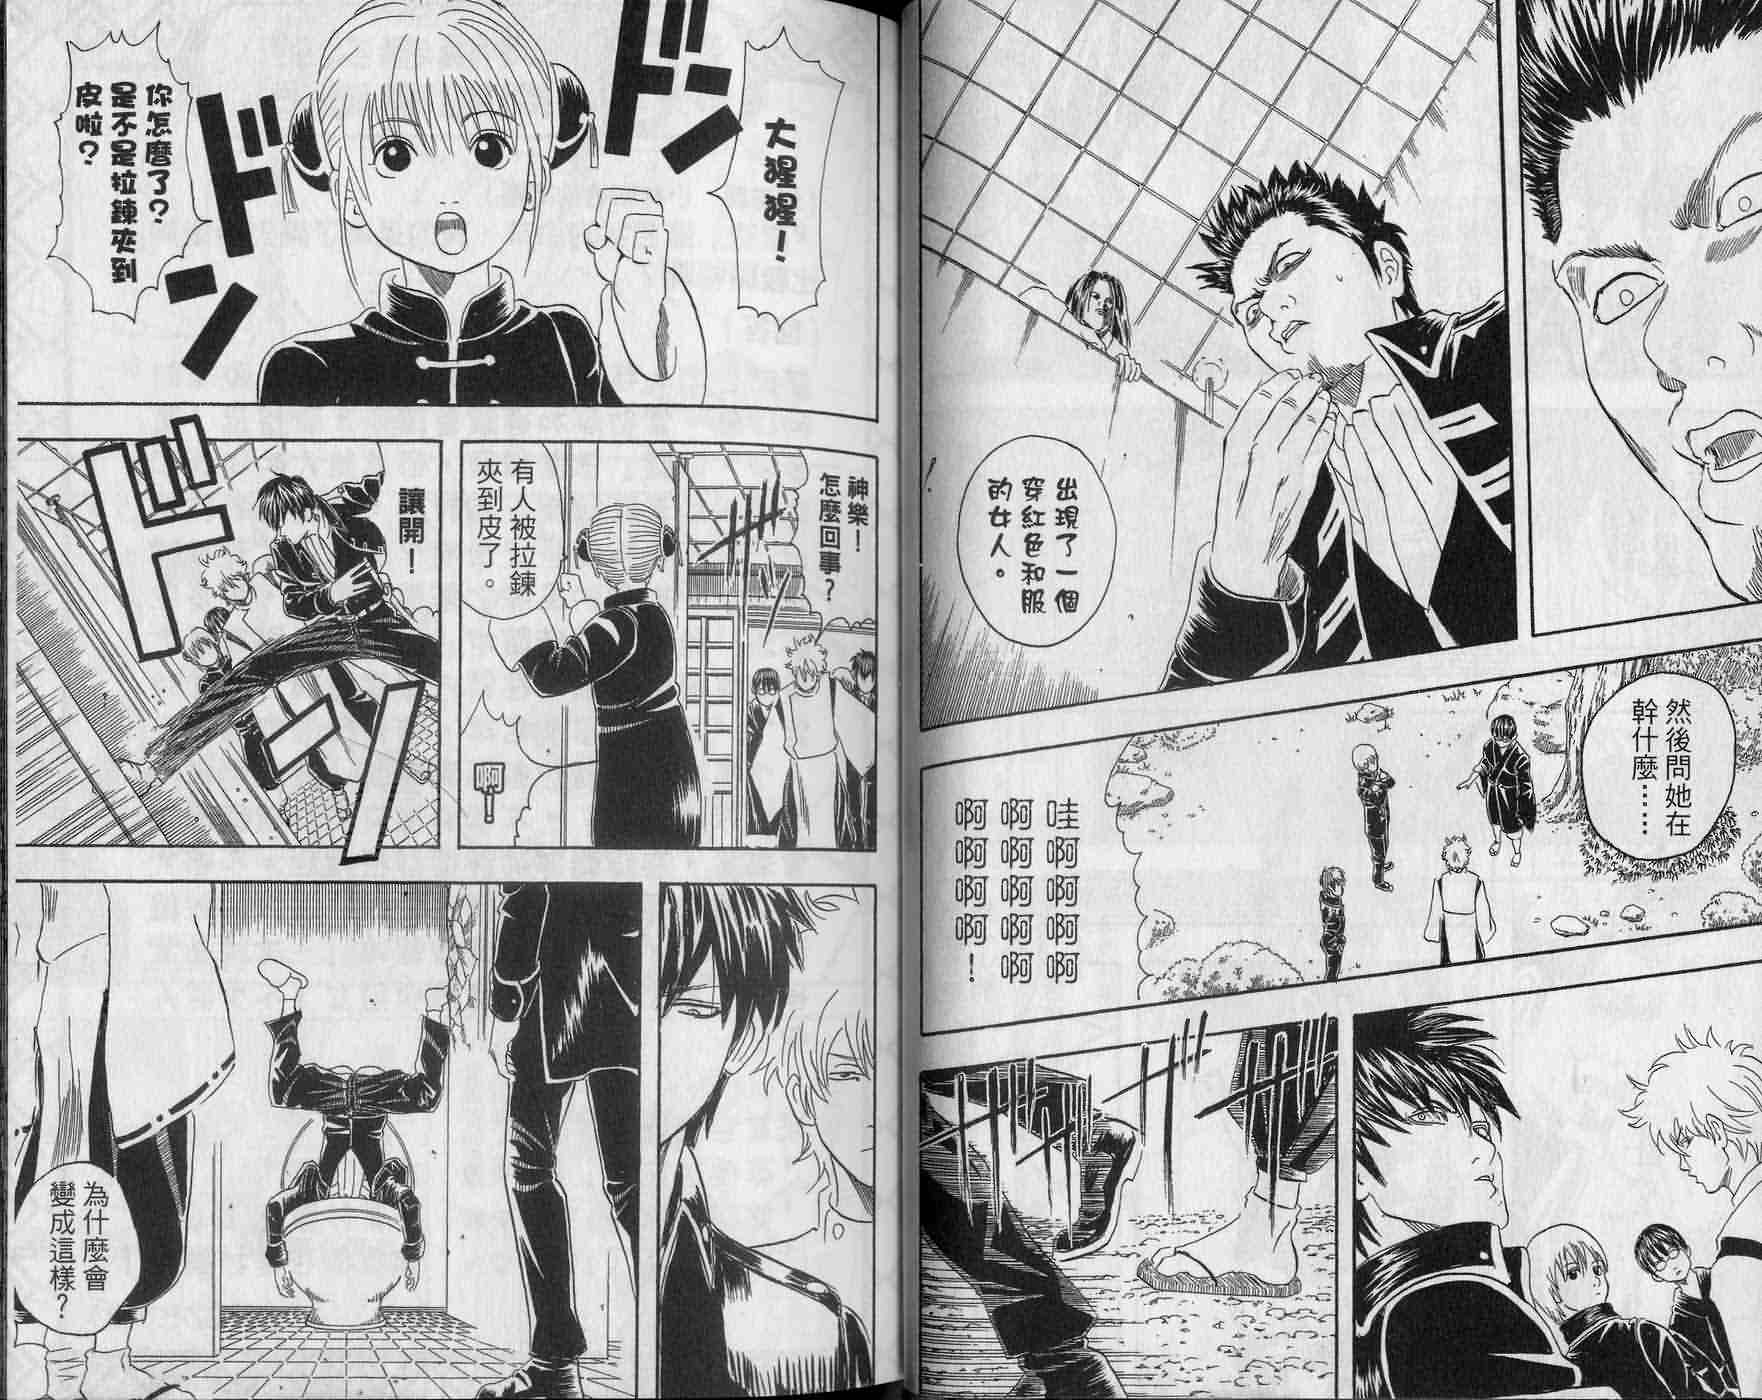 出現了一個
穿紅色和服
的女人。
然後問她在
幹什麼……
哇啊啊啊啊
啊啊啊啊啊
啊啊啊啊！
ドドン
大猩猩！
ドン
你怎麼了？
是不是拉鍊夾到
皮啦？
神樂！
怎麼回事？
有人被拉鍊
夾到皮了。
啊！
讓開！
ドカン
為什麼會
變成這樣？